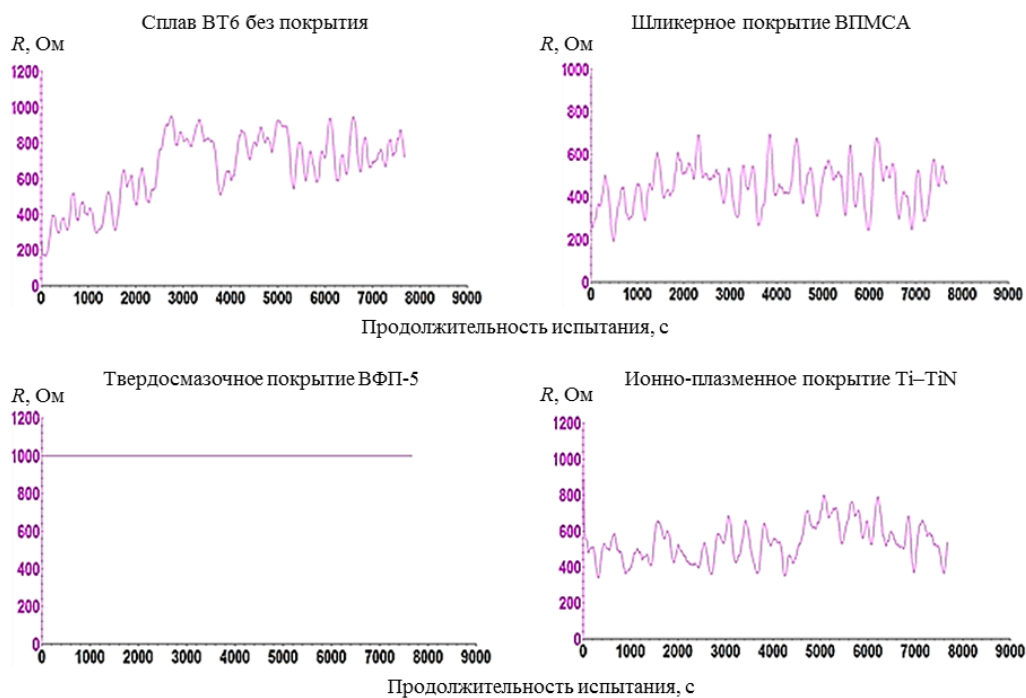 Сплав ВТ6 без покрытия
R, Ом
1200
1000
800
600
400
200
0
0 1000 2000 3000 4000 5000 6000 7000 8000 9000
Шликерное покрытие ВПМСА
R, Ом
1000
800
600
400
200
0
0 1000 2000 3000 4000 5000 6000 7000 8000 9000
Продолжительность испытания, с
Твердосмазочное покрытие ВФП-5
R, Ом
1200
1000
800
600
400
200
0
0 1000 2000 3000 4000 5000 6000 7000 8000 9000
Ионно-плазменное покрытие Ti–TiN
R, Ом
1200
1000
800
600
400
200
0
0 1000 2000 3000 4000 5000 6000 7000 8000 9000
Продолжительность испытания, с